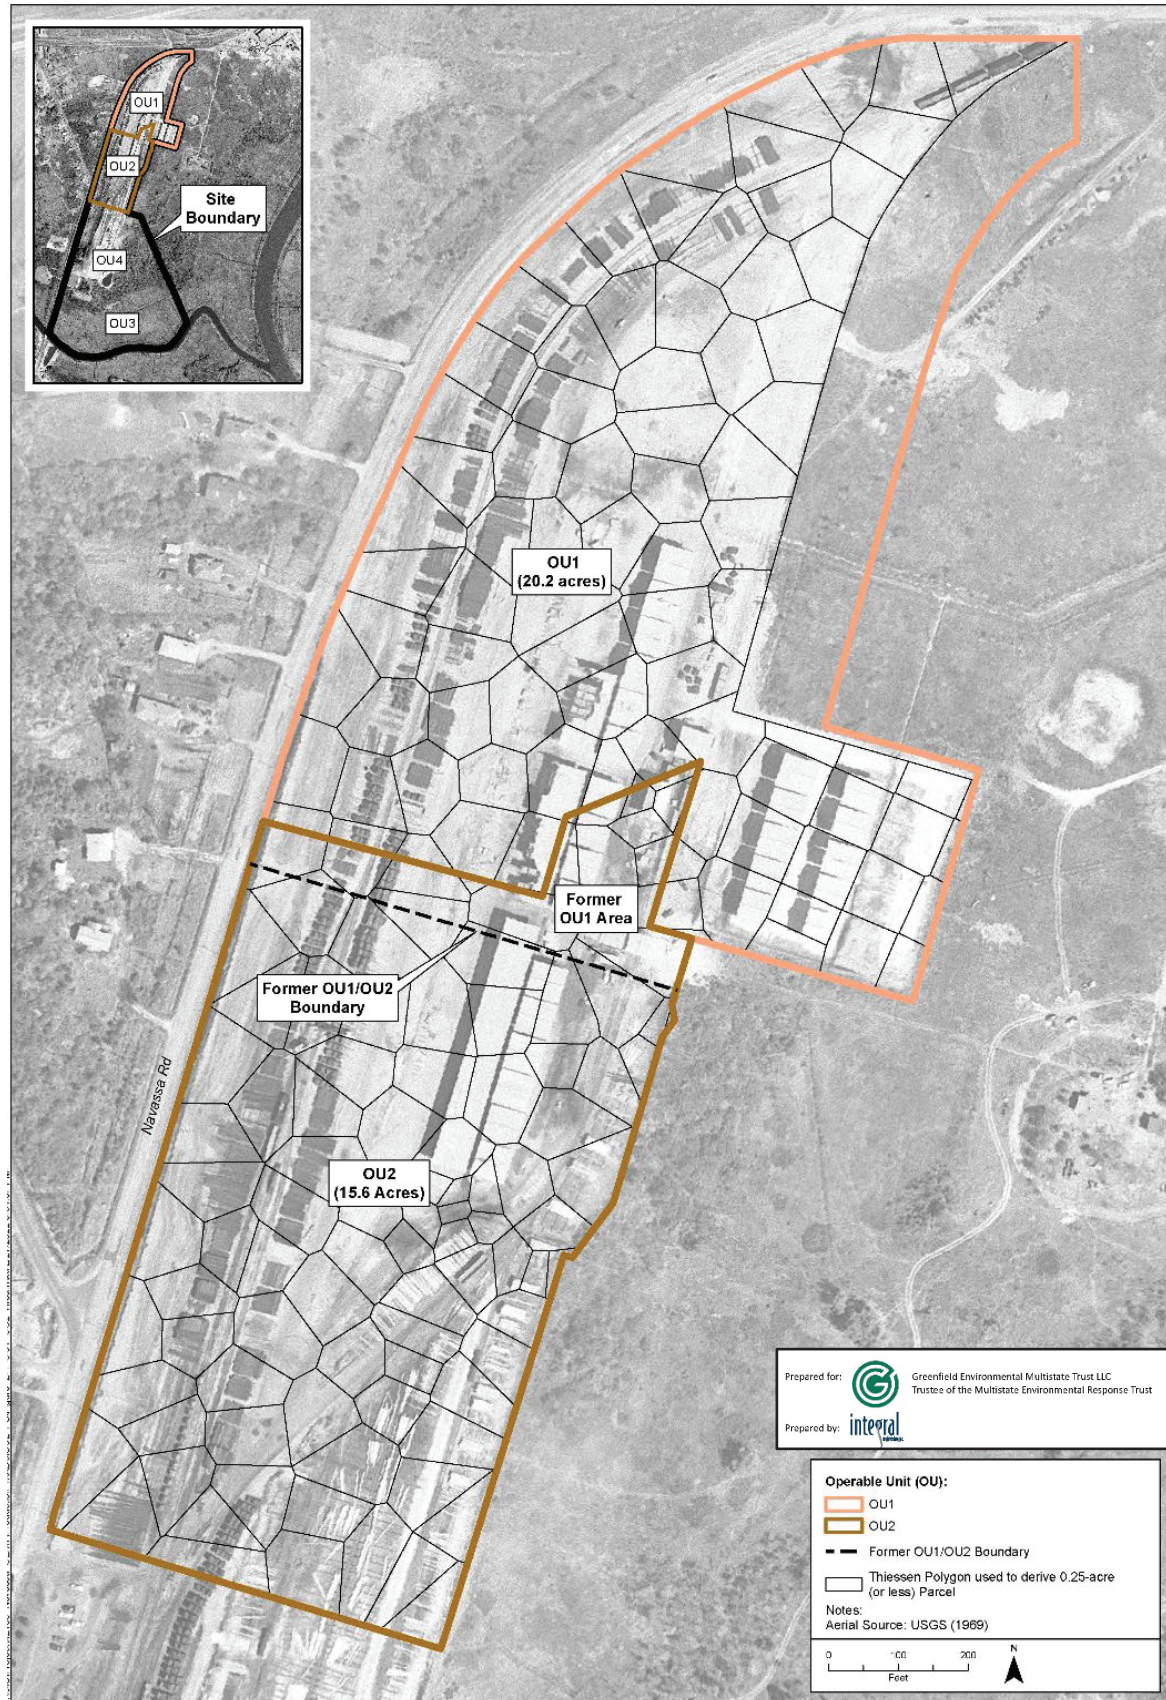 OU1
OU2
Site
Boundary
OU4
OU3
OU1
(20.2 acres)
Former
OU1 Area
Former OU1/OU2
Boundary
Navassa Rd
OU2
(15.6 Acres)
Prepared for:
Greenfield Environmental Multistate Trust LLC
Trustee of the Multistate Environmental Response Trust
Prepared by:
integral
Operable Unit (OU):
OU1
OU2
Former OU1/OU2 Boundary
Thiessen Polygon used to derive 0.25-acre
(or less) Parcel
Notes:
Aerial Source: USGS (1969)
0 100 200
Feet
N